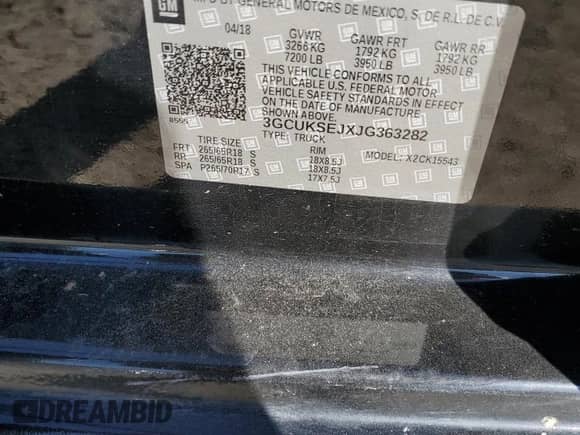 GM
MFD BY GENERAL MOTORS DE MEXICO, S. DE R.L. DE C.V.
04/18 GVWR GAWR FRT GAWR RR
3266 KG 1792 KG 1792 KG
7200 LB 3950 LB 3950 LB
THIS VEHICLE CONFORMS TO ALL
APPLICABLE U.S. FEDERAL MOTOR
VEHICLE SAFETY STANDARDS IN EFFECT
ON THE DATE OF MANUFACTURE
SHOWN ABOVE.
3GCUKSEJXJG363282
TYPE: TRUCK MODEL: X2CK15543
TIRE SIZE RIM
FRT 265/65R18 S 18X8.5J
RR 265/65R18 S 18X8.5J
SPA P265/70R17 S 17X7.5J
DREAMBID